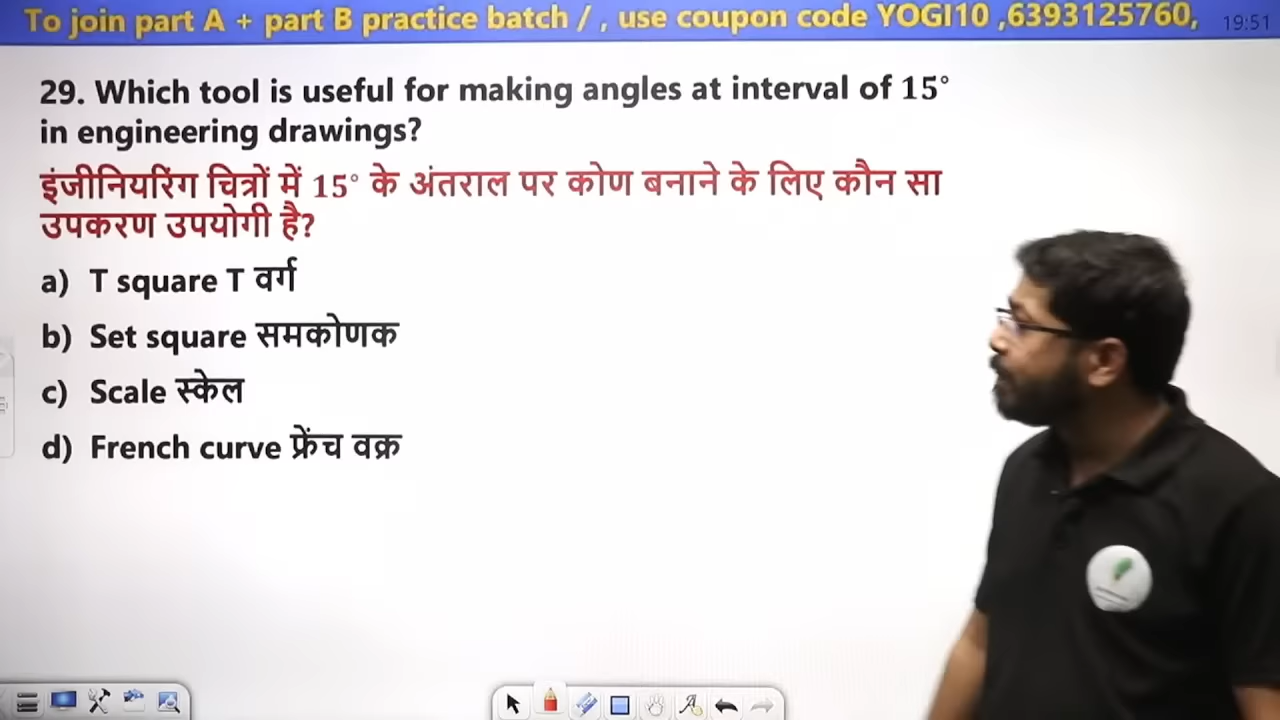 To join part A + part B practice batch / , use coupon code YOGI10 ,6393125760,
19:51
29. Which tool is useful for making angles at interval of 15°
in engineering drawings?
इंजीनियरिंग चित्रों में 15° के अंतराल पर कोण बनाने के लिए कौन सा
उपकरण उपयोगी है?
a) T square T वर्ग
b) Set square समकोणक
c) Scale स्केल
d) French curve फ्रेंच वक्र